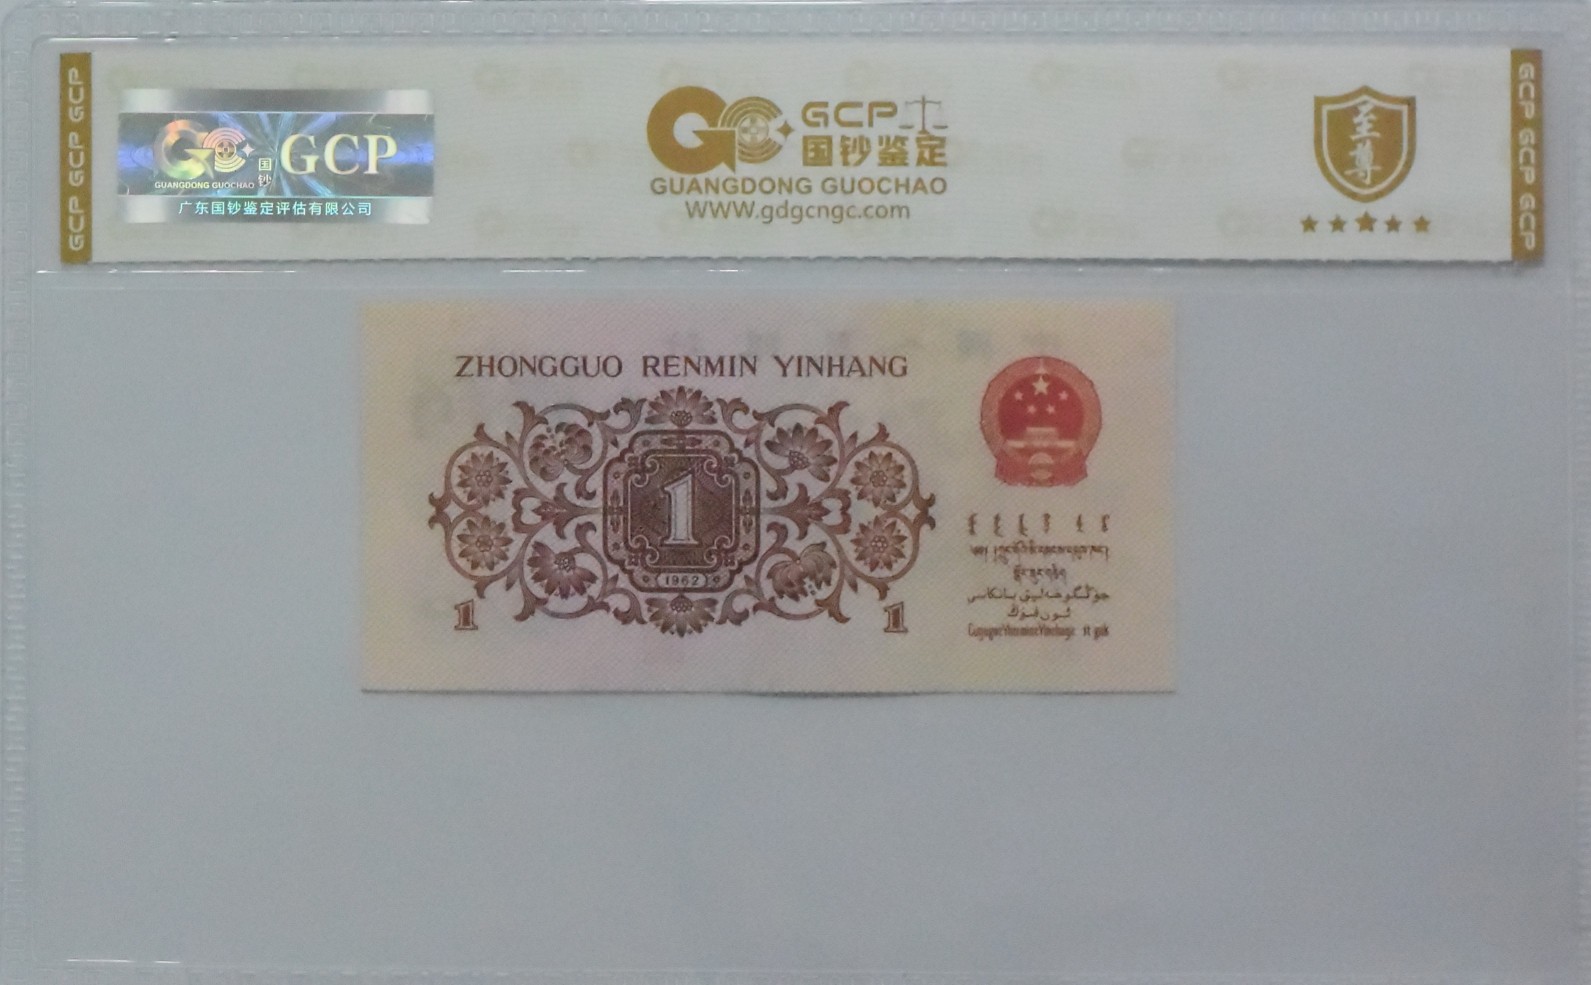 GCP GCP GCP
GCP
国钞
GUANGDONG GUOCHAO
广东国钞鉴定评估有限公司
GCP
国钞鉴定
GUANGDONG GUOCHAO
WWW.gdgcngc.com
至尊
GCP GCP GCP
ZHONGGUO RENMIN YINHANG
1
1962
1 1